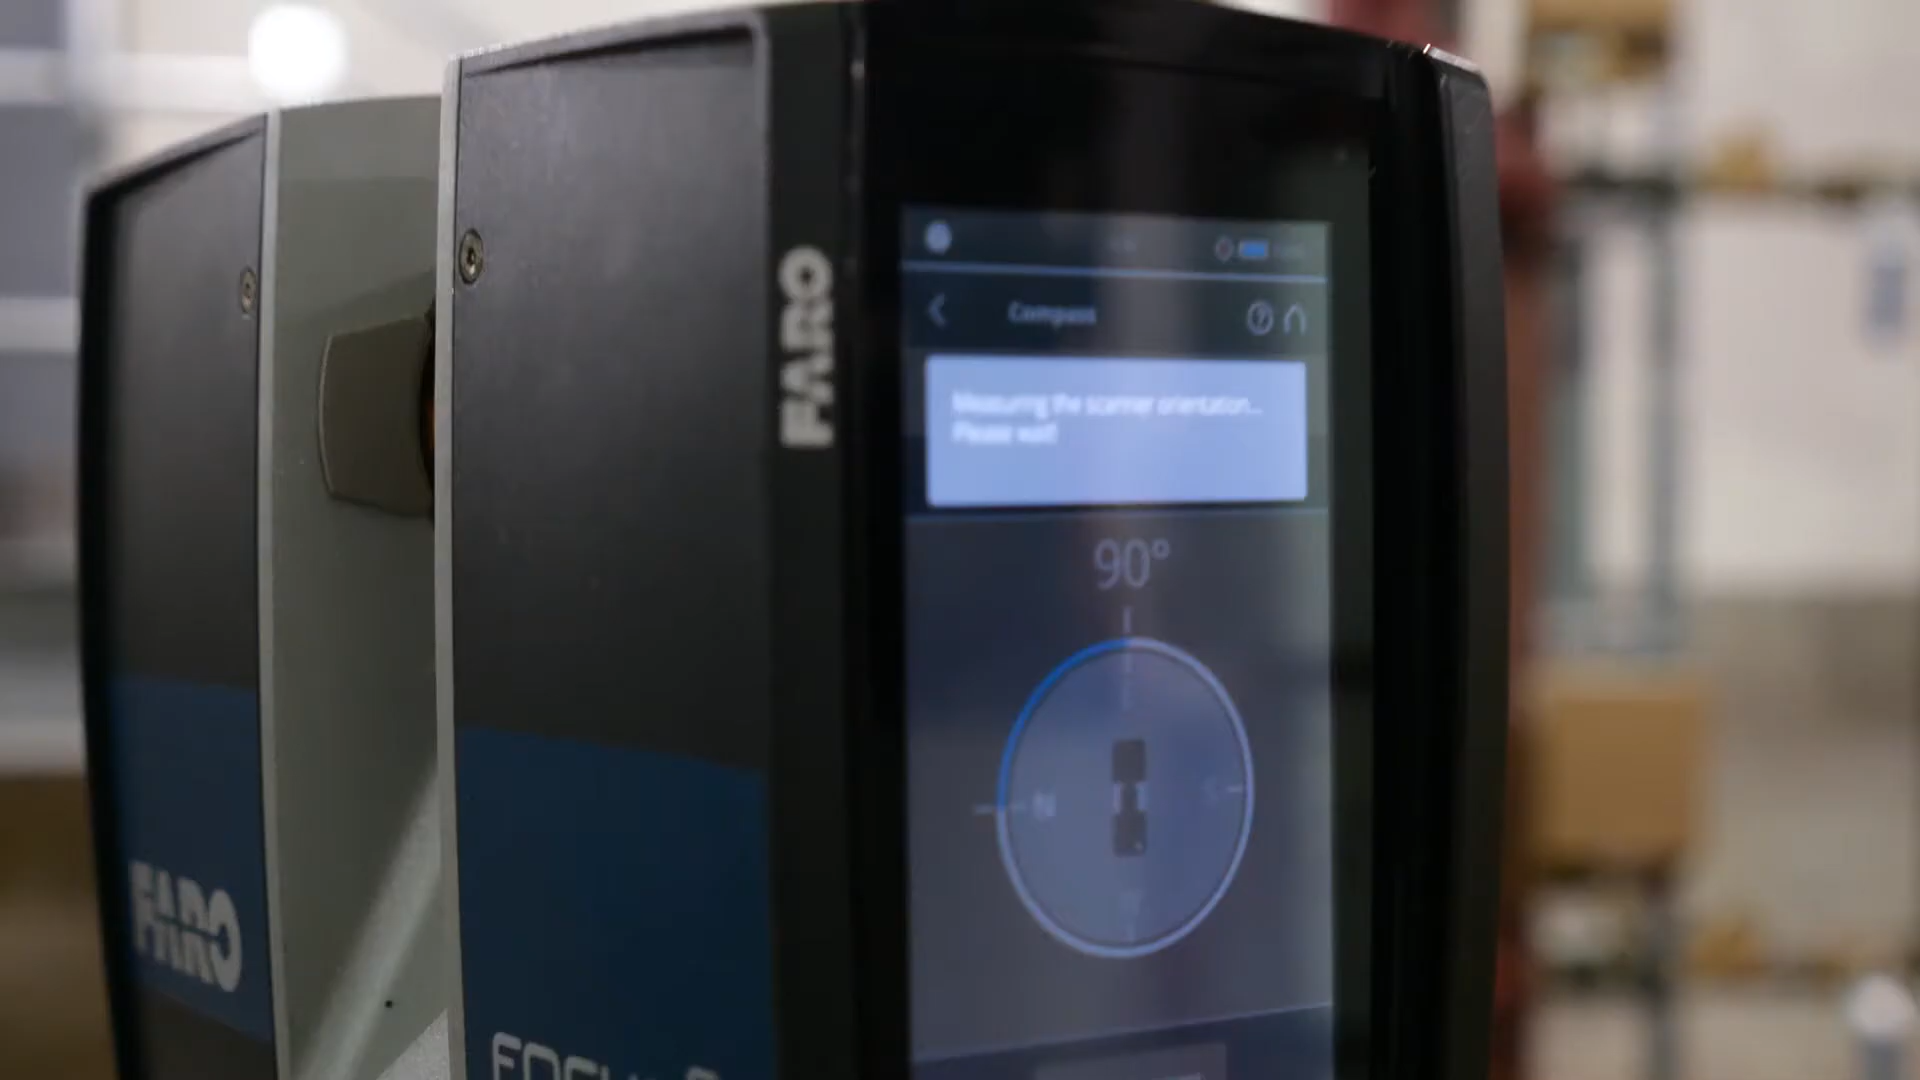 FARO
FARO
Compass
Measuring the scanner orientation...
Please wait!
90°
N